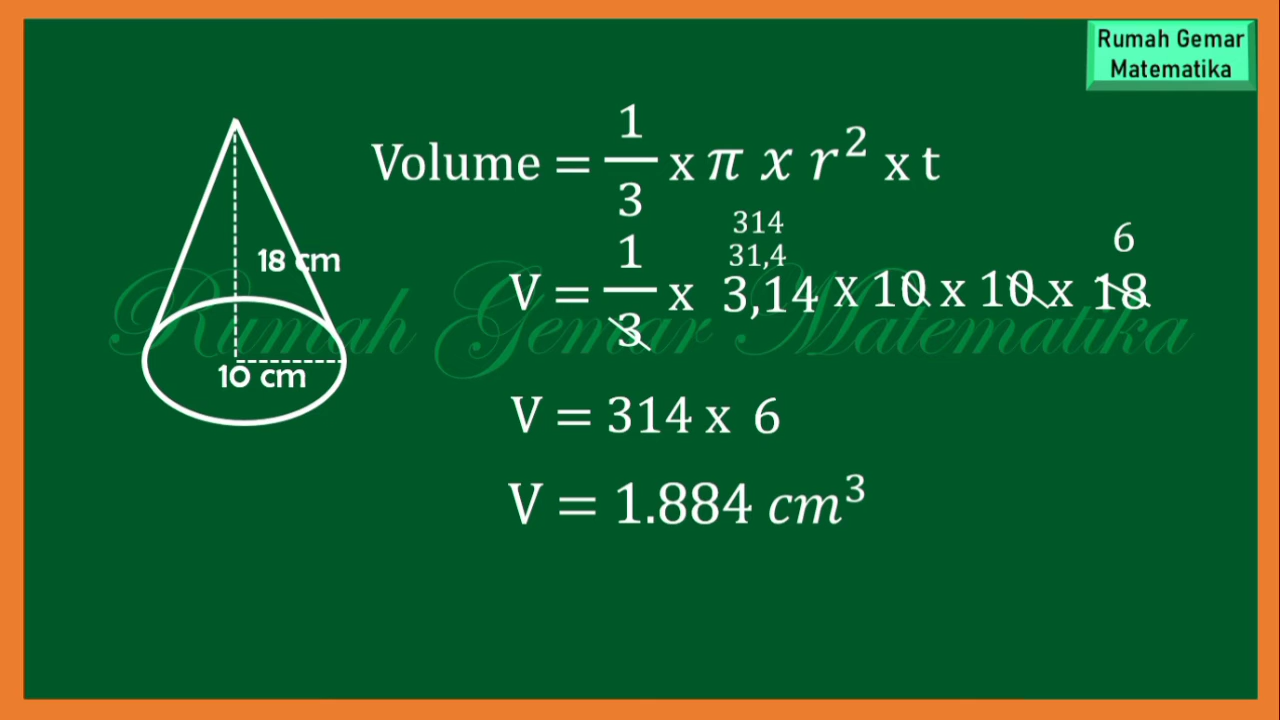 Rumah Gemar
Matematika
Volume = 1/3 x π x r² x t
314
31,4
6
V = 1/3 x 3,14 x 10 x 10 x 18
18 cm
10 cm
Rumah Gemar Matematika
V = 314 x 6
V = 1.884 cm³